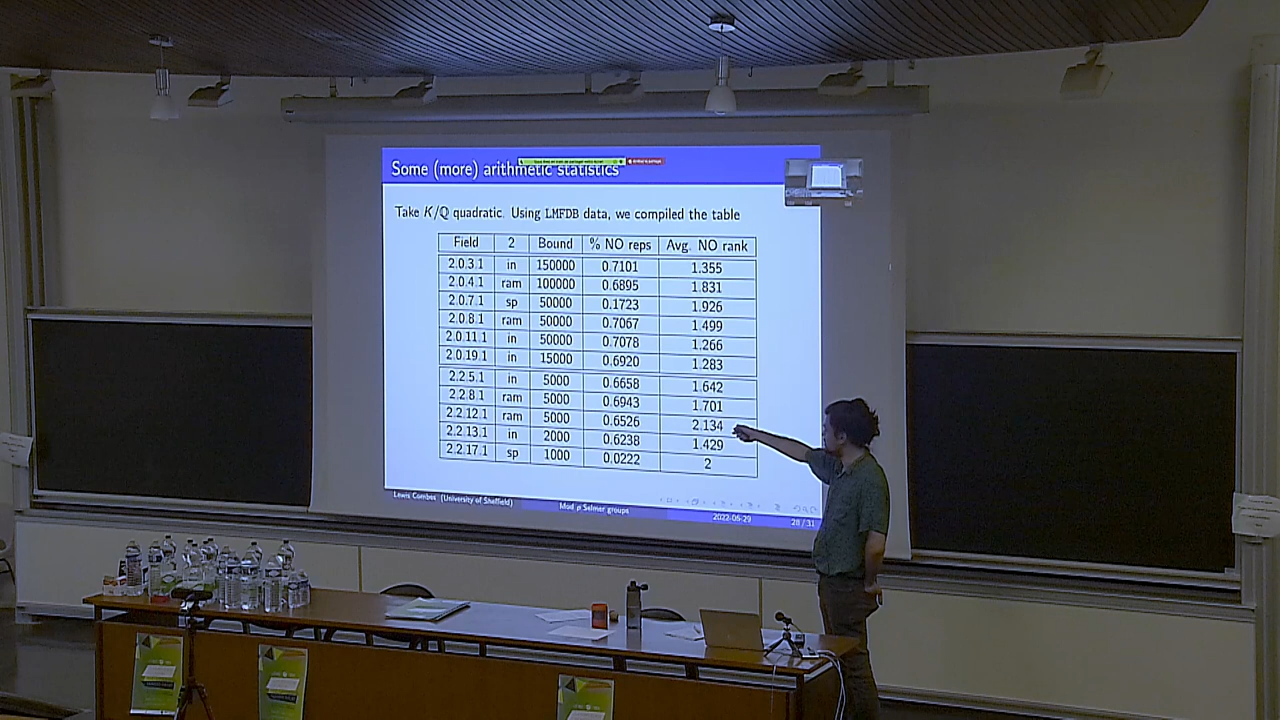 Some (more) arithmetic statistics
Take K/Q quadratic. Using LMFDB data, we compiled the table
Field 2 Bound % NO reps Avg. NO rank
2.0.3.1 in 150000 0.7101 1.355
2.0.4.1 ram 100000 0.6895 1.831
2.0.7.1 sp 50000 0.1723 1.926
2.0.8.1 ram 50000 0.7067 1.499
2.0.11.1 in 50000 0.7078 1.266
2.0.19.1 in 15000 0.6920 1.283
2.2.5.1 in 5000 0.6658 1.642
2.2.8.1 ram 5000 0.6943 1.701
2.2.12.1 ram 5000 0.6526 2.134
2.2.13.1 in 2000 0.6238 1.429
2.2.17.1 sp 1000 0.0222 2
Lewis Combes (University of Sheffield) Mod p Selmer groups 2022-06-29 28 / 31